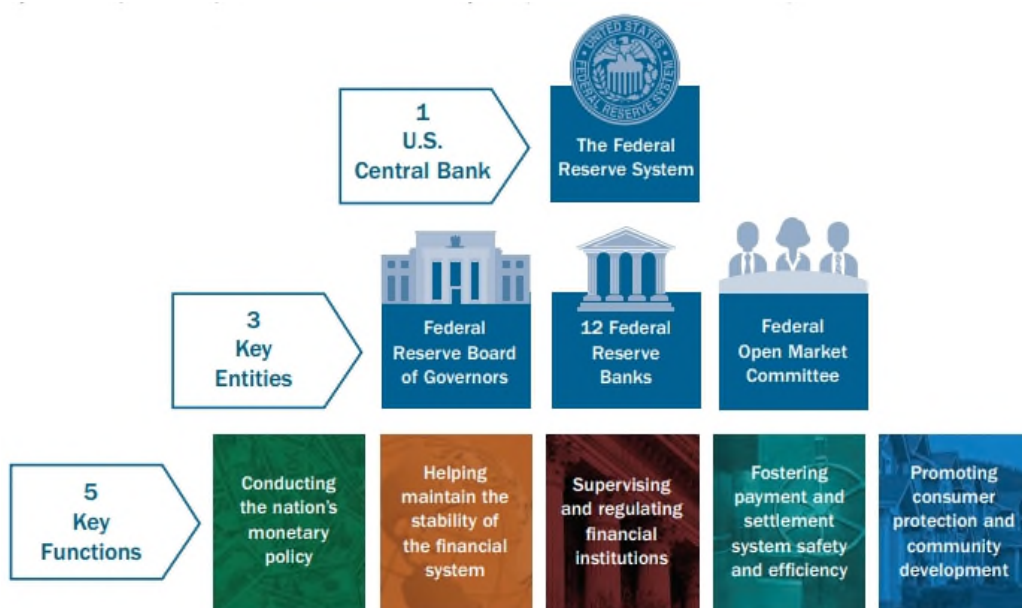 UNITED STATES
FEDERAL RESERVE SYSTEM
1
U.S.
Central Bank
The Federal
Reserve System
3
Key
Entities
Federal
Reserve Board
of Governors
12 Federal
Reserve
Banks
Federal
Open Market
Committee
5
Key
Functions
Conducting
the nation's
monetary
policy
Helping
maintain the
stability of
the financial
system
Supervising
and regulating
financial
institutions
Fostering
payment and
settlement
system safety
and efficiency
Promoting
consumer
protection and
community
development